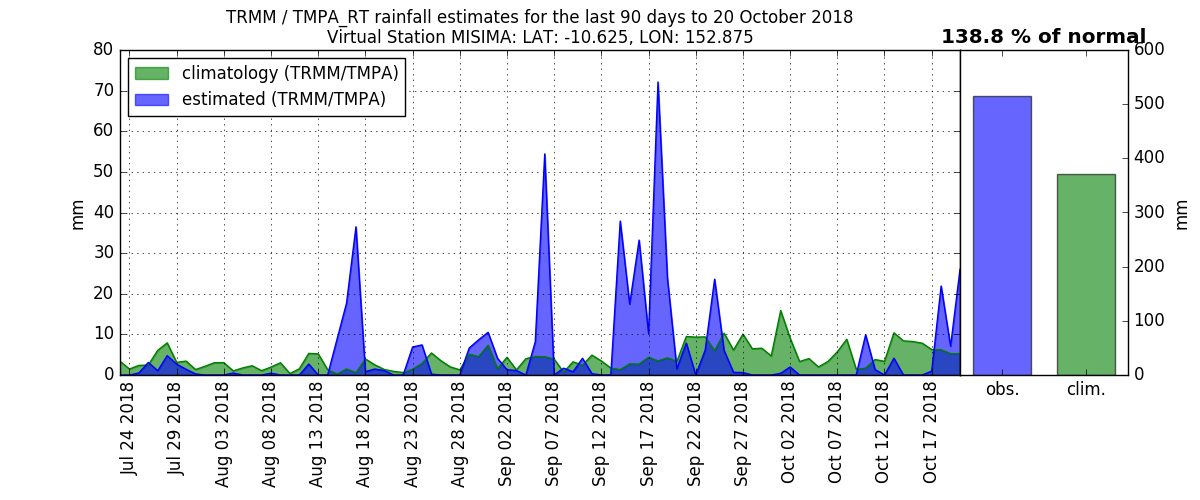 TRMM / TMPA_RT rainfall estimates for the last 90 days to 20 October 2018
Virtual Station MISIMA: LAT: -10.625, LON: 152.875
138.8 % of normal
climatology (TRMM/TMPA)
estimated (TRMM/TMPA)
mm
80
70
60
50
40
30
20
10
0
Jul 24 2018
Jul 29 2018
Aug 03 2018
Aug 08 2018
Aug 13 2018
Aug 18 2018
Aug 23 2018
Aug 28 2018
Sep 02 2018
Sep 07 2018
Sep 12 2018
Sep 17 2018
Sep 22 2018
Sep 27 2018
Oct 02 2018
Oct 07 2018
Oct 12 2018
Oct 17 2018
obs.
clim.
600
500
400
300
200
100
0
mm